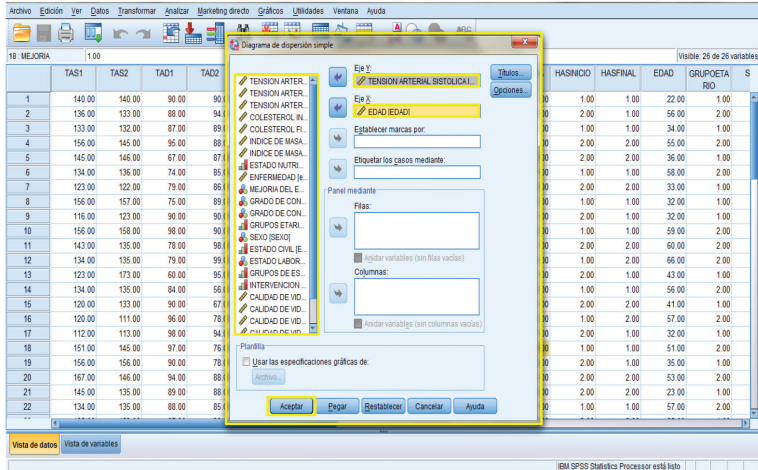 Archivo Edición Ver Datos Transformar Analizar Marketing directo Gráficos Utilidades Ventana Ayuda
18 : MEJORIA 1.00 Visible: 26 de 26 variables
Diagrama de dispersión simple
TENSION ARTER...
TENSION ARTER...
TENSION ARTER...
COLESTEROL IN...
COLESTEROL FI...
INDICE DE MASA...
INDICE DE MASA...
ESTADO NUTRI...
ENFERMEDAD [e...
MEJORIA DEL E...
GRADO DE CON...
GRADO DE CON...
GRUPOS ETARI...
SEXO [SEXO]
ESTADO CIVIL [E...
ESTADO LABOR...
GRUPOS DE ES...
INTERVENCION ...
CALIDAD DE VID...
CALIDAD DE VID...
CALIDAD DE VID...
Eje Y:
TENSION ARTERIAL SISTOLICA I...
Eje X:
EDAD [EDAD]
Establecer marcas por:
Etiquetar los casos mediante:
Panel mediante
Filas:
Anidar variables (sin filas vacías)
Columnas:
Anidar variables (sin columnas vacías)
Títulos...
Opciones...
Plantilla
Usar las especificaciones gráficas de:
Archivo...
Aceptar Pegar Restablecer Cancelar Ayuda
TAS1 TAS2 TAD1 TAD2 HASINICIO HASFINAL EDAD GRUPOETARIO S
1 140.00 140.00 90.00 1.00 1.00 22.00 1.00
2 136.00 133.00 88.00 2.00 1.00 56.00 2.00
3 133.00 132.00 87.00 1.00 1.00 34.00 1.00
4 156.00 145.00 95.00 2.00 2.00 55.00 2.00
5 145.00 146.00 67.00 2.00 2.00 36.00 1.00
6 134.00 136.00 74.00 1.00 1.00 58.00 2.00
7 123.00 122.00 79.00 2.00 2.00 33.00 1.00
8 156.00 157.00 75.00 1.00 1.00 32.00 1.00
9 116.00 123.00 90.00 2.00 1.00 32.00 1.00
10 156.00 158.00 98.00 1.00 1.00 59.00 2.00
11 143.00 135.00 78.00 2.00 2.00 60.00 2.00
12 134.00 135.00 79.00 1.00 1.00 66.00 2.00
13 123.00 173.00 60.00 2.00 1.00 43.00 1.00
14 134.00 135.00 84.00 1.00 1.00 56.00 2.00
15 120.00 133.00 90.00 2.00 2.00 41.00 1.00
16 120.00 111.00 96.00 1.00 2.00 57.00 2.00
17 112.00 113.00 98.00 2.00 2.00 32.00 1.00
18 151.00 145.00 97.00 1.00 1.00 51.00 2.00
19 156.00 156.00 90.00 2.00 1.00 35.00 1.00
20 167.00 146.00 94.00 2.00 2.00 53.00 2.00
21 145.00 135.00 89.00 2.00 2.00 23.00 1.00
22 134.00 135.00 88.00 1.00 1.00 57.00 2.00
Vista de datos Vista de variables
IBM SPSS Statistics Processor está listo